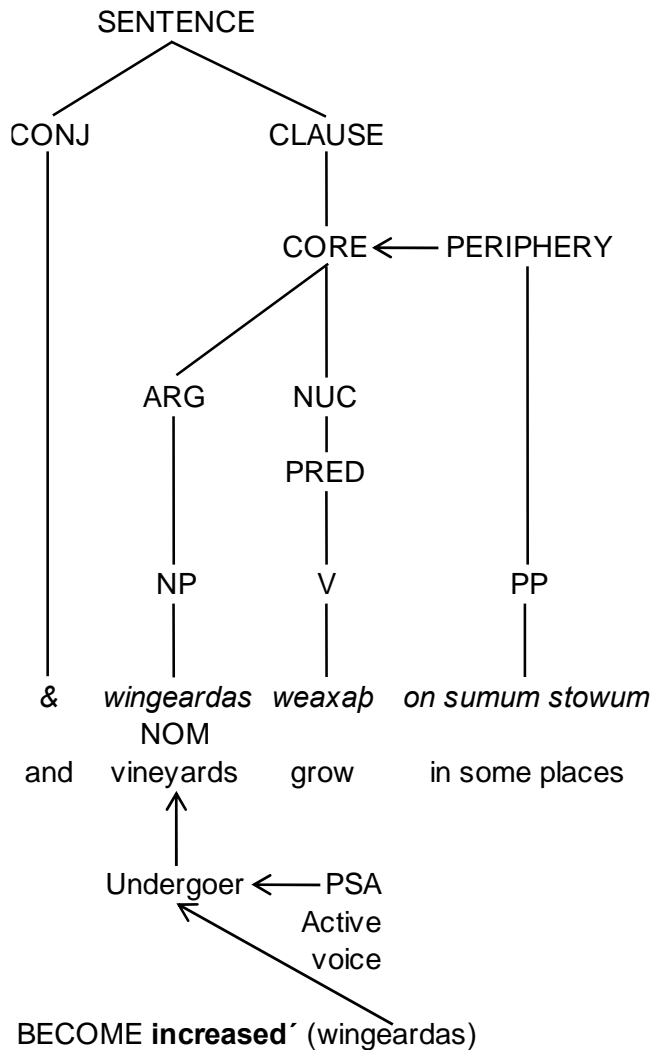 SENTENCE
CONJ CLAUSE
CORE PERIPHERY
ARG NUC
PRED
NP V PP
& wingeardas weaxaþ on sumum stowum
NOM
and vineyards grow in some places
Undergoer PSA
Active
voice
BECOME increased´ (wingeardas)